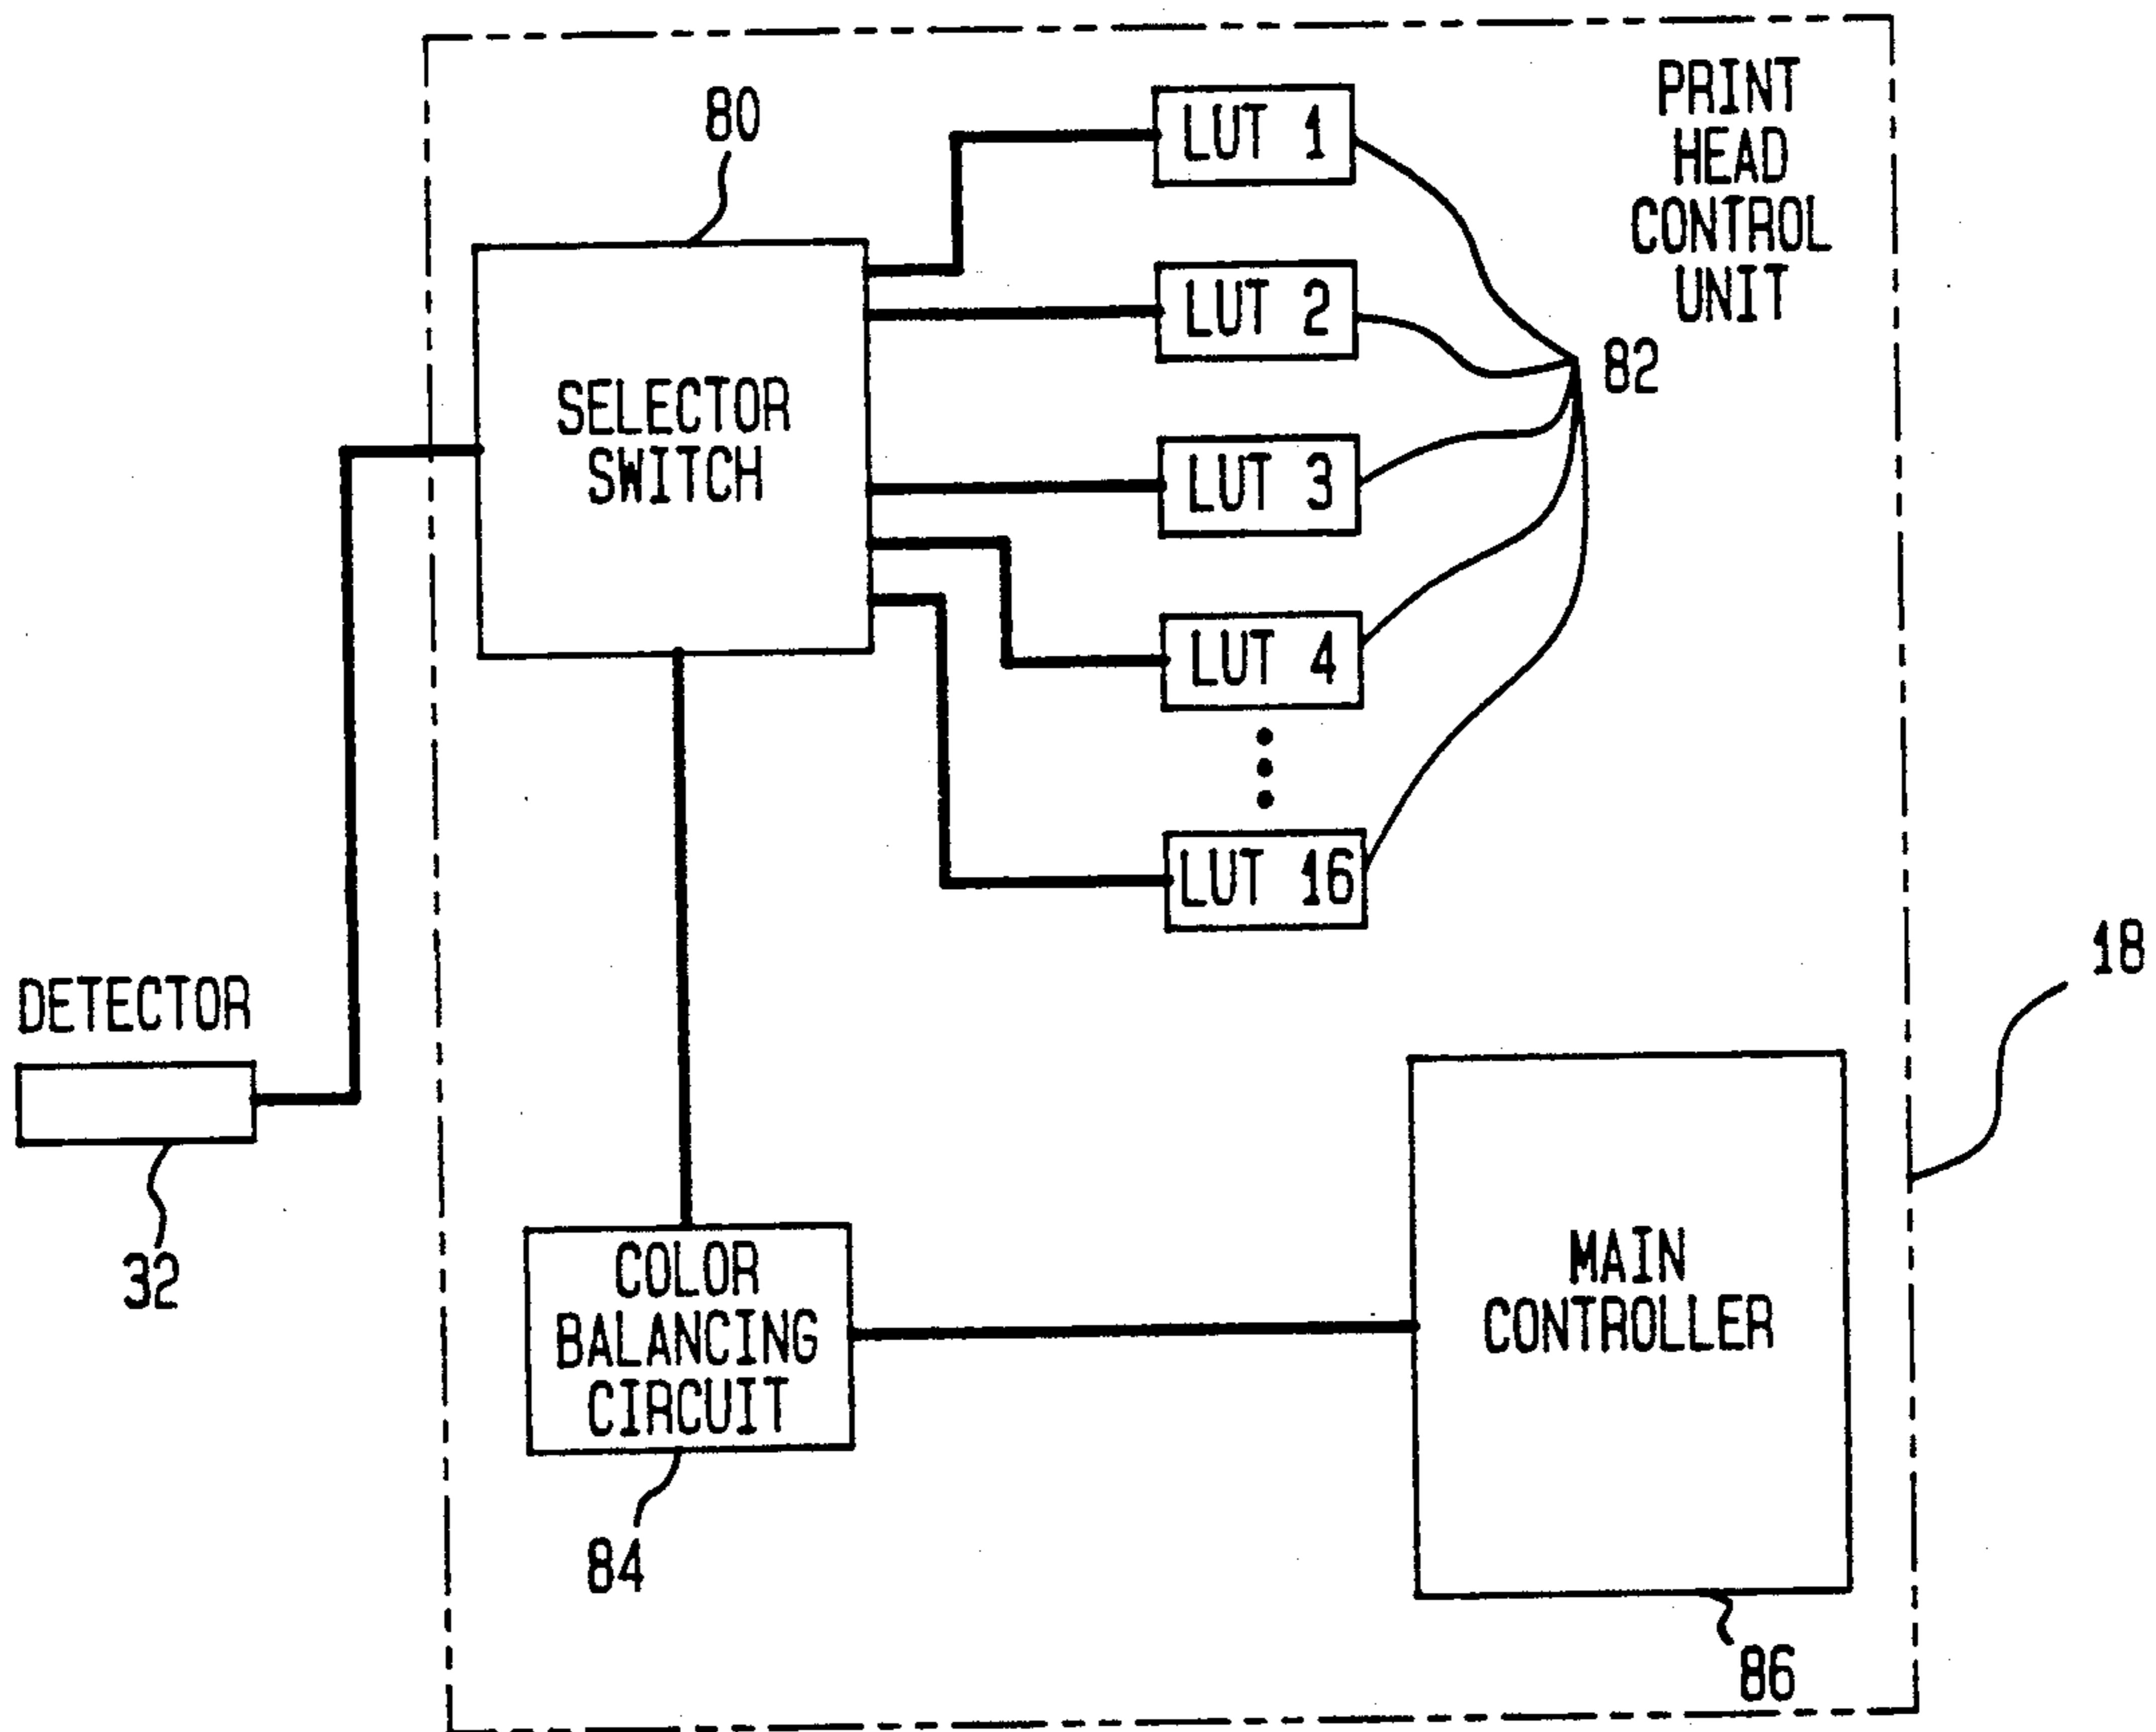 PRINT
HEAD
CONTROL
UNIT
80
LUT 1
LUT 2
82
SELECTOR
SWITCH
LUT 3
LUT 4
LUT 16
18
DETECTOR
32
COLOR
BALANCING
CIRCUIT
84
MAIN
CONTROLLER
86